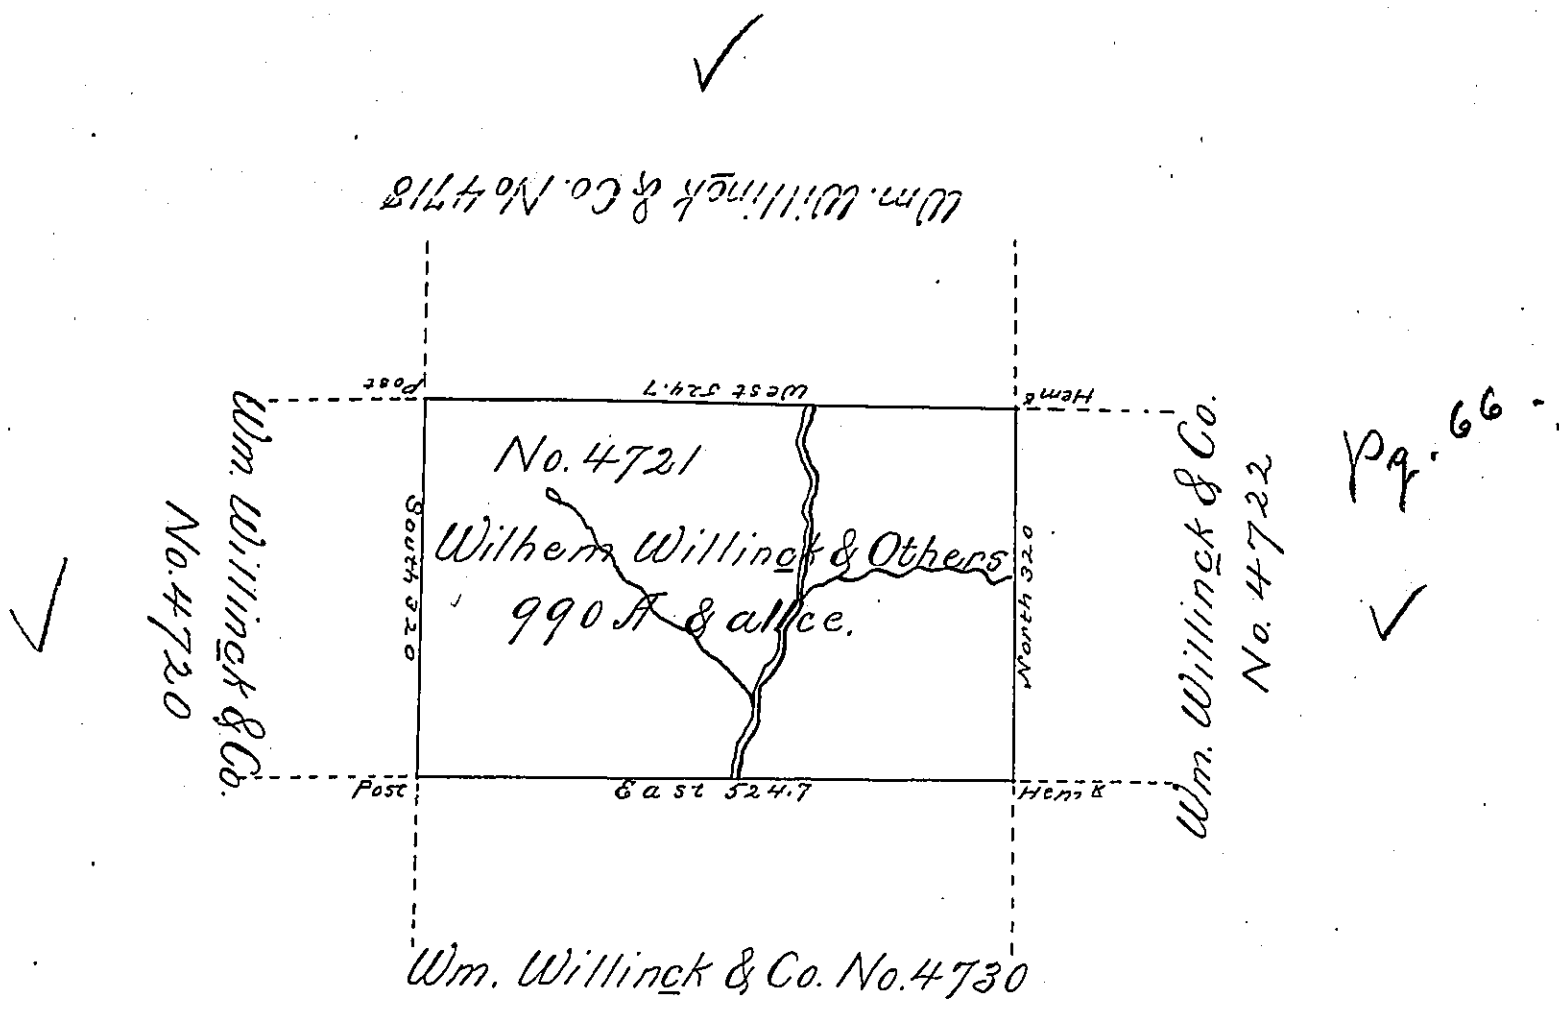 Wm. Willinck & Co. No 4718
Post
West 524.7
Hemk
Wm. Willinck & Co.
No. 4720
South 320
No. 4721
Wilhem Willinck & Others
990 A & allce.
North 320
Wm. Willinck & Co.
No. 4722
pg. 66
Post
East 524.7
Hemk
Wm. Willinck & Co. No. 4730